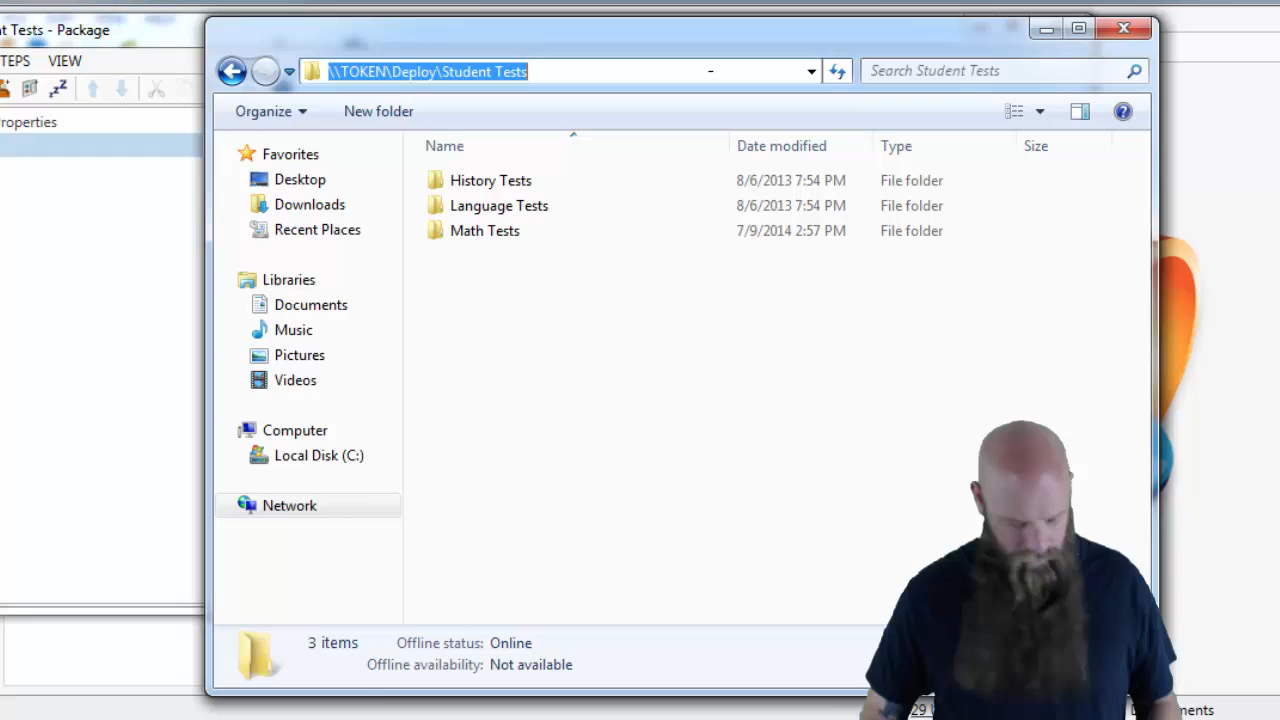 t Tests - Package
TEPS VIEW
roperties
\\TOKEN\Deploy\Student Tests
Search Student Tests
Organize
New folder
Name Date modified Type Size
History Tests 8/6/2013 7:54 PM File folder
Language Tests 8/6/2013 7:54 PM File folder
Math Tests 7/9/2014 2:57 PM File folder
Favorites
Desktop
Downloads
Recent Places
Libraries
Documents
Music
Pictures
Videos
Computer
Local Disk (C:)
Network
3 items Offline status: Online
Offline availability: Not available
29
ments